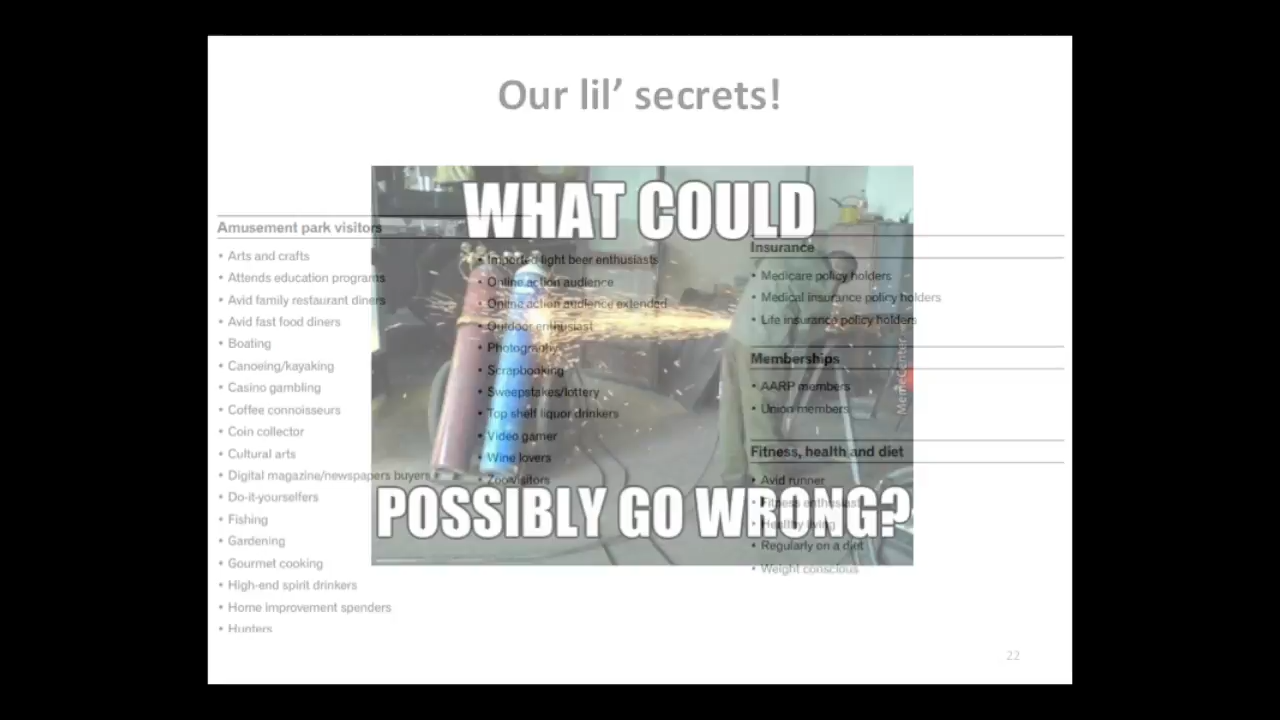 Our lil’ secrets!
WHAT COULD
Amusement park visitors
• Arts and crafts
• Attends education programs
• Avid family restaurant diners
• Avid fast food diners
• Boating
• Canoeing/kayaking
• Casino gambling
• Coffee connoisseurs
• Coin collector
• Cultural arts
• Digital magazine/newspapers buyers
• Do-it-yourselfers
• Fishing
• Gardening
• Gourmet cooking
• High-end spirit drinkers
• Home improvement spenders
• Hunters
• Imported light beer enthusiasts
• Online action audience
• Online action audience extended
• Outdoor enthusiast
• Photography
• Scrapbooking
• Sweepstakes/lottery
• Top shelf liquor drinkers
• Video gamer
• Wine lovers
• Zoo visitors
Insurance
• Medicare policy holders
• Medical insurance policy holders
• Life insurance policy holders
Memberships
• AARP members
• Union members
Fitness, health and diet
• Avid runner
• Fitness enthusiast
• Healthy living
• Regularly on a diet
• Weight conscious
MemeCenter
POSSIBLY GO WRONG?
22